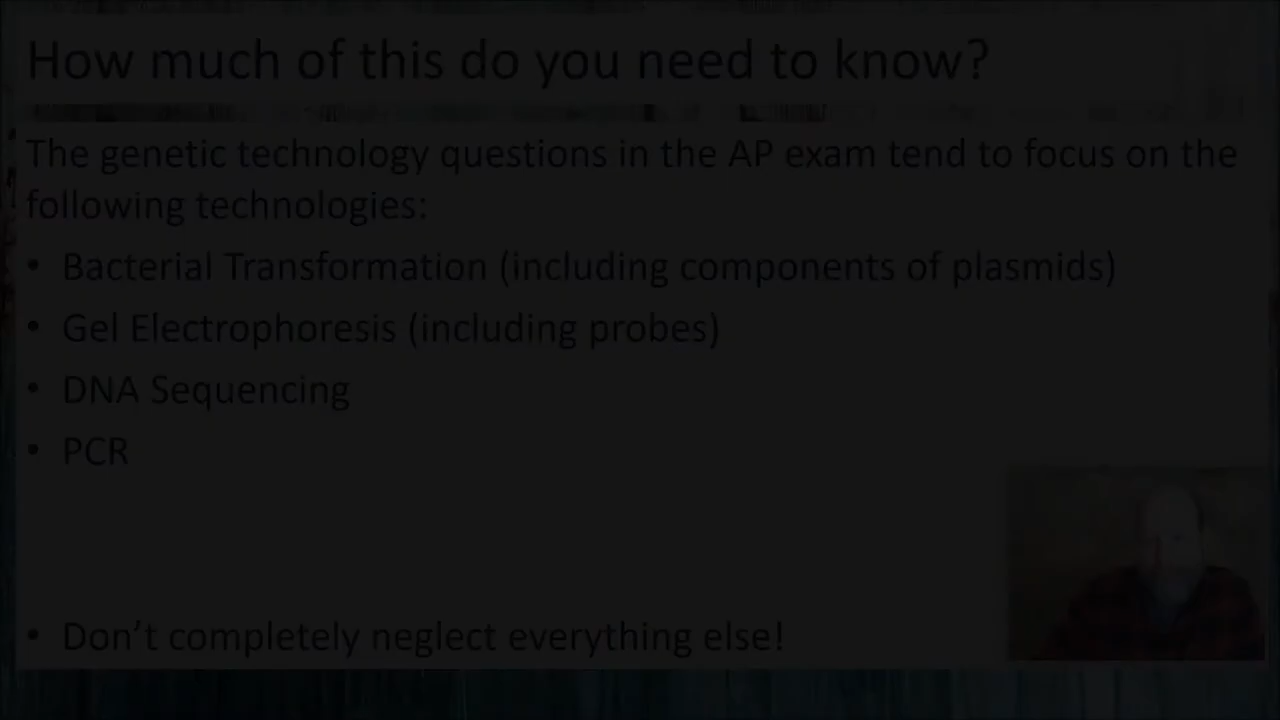 How much of this do you need to know?
The genetic technology questions in the AP exam tend to focus on the
following technologies:
• Bacterial Transformation (including components of plasmids)
• Gel Electrophoresis (including probes)
• DNA Sequencing
• PCR
• Don't completely neglect everything else!